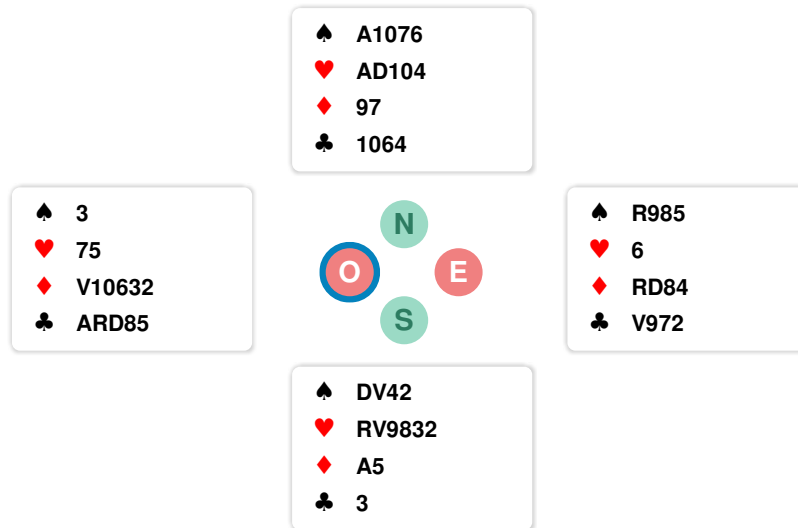 ♠ A1076
♥ AD104
♦ 97
♣ 1064
♠ 3
♥ 75
♦ V10632
♣ ARD85
N
O E
S
♠ R985
♥ 6
♦ RD84
♣ V972
♠ DV42
♥ RV9832
♦ A5
♣ 3